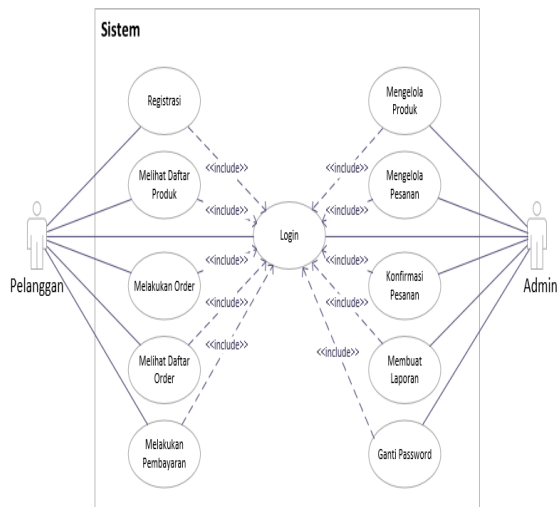 Sistem
Registrasi
Mengelola
Produk
<<include>>
<<include>>
Melihat Daftar
Produk
<<include>>
<<include>>
Mengelola
Pesanan
Login
Pelanggan
Admin
Melakukan Order
<<include>>
<<include>>
Konfirmasi
Pesanan
<<include>>
<<include>>
Melihat Daftar
Order
<<include>>
<<include>>
Membuat
Laporan
Melakukan
Pembayaran
Ganti Password